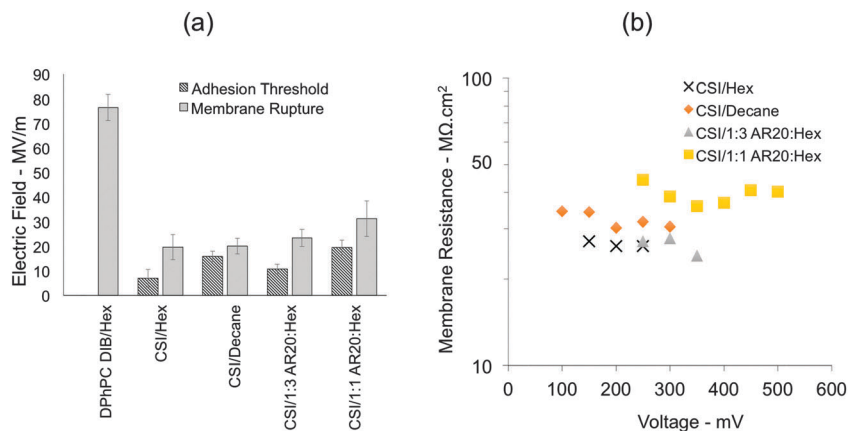 (a)
Electric Field - MV/m
90
80
70
60
50
40
30
20
10
0
Adhesion Threshold
Membrane Rupture
DPhPC DIB/Hex
CSI/Hex
CSI/Decane
CSI/1:3 AR20:Hex
CSI/1:1 AR20:Hex
(b)
Membrane Resistance - MΩ.cm²
100
50
10
CSI/Hex
CSI/Decane
CSI/1:3 AR20:Hex
CSI/1:1 AR20:Hex
0 100 200 300 400 500 600
Voltage - mV